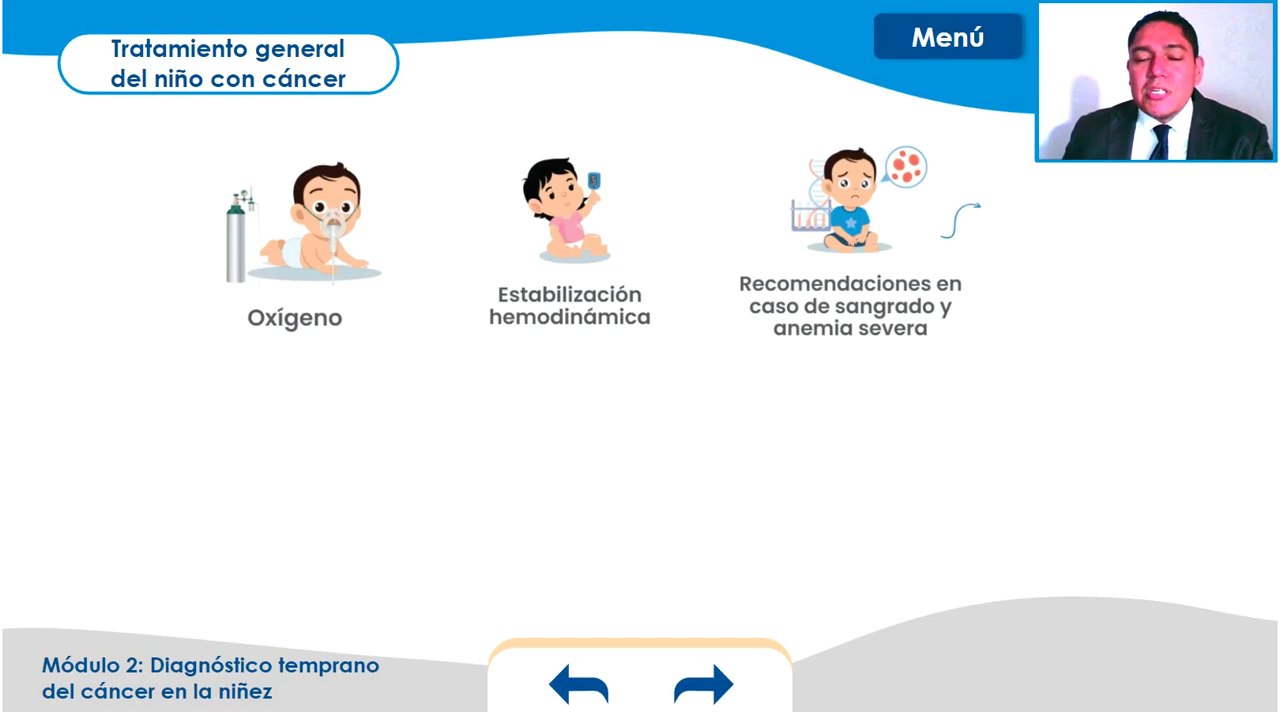 Tratamiento general
del niño con cáncer
Menú
Oxígeno
Estabilización
hemodinámica
Recomendaciones en
caso de sangrado y
anemia severa
Módulo 2: Diagnóstico temprano
del cáncer en la niñez